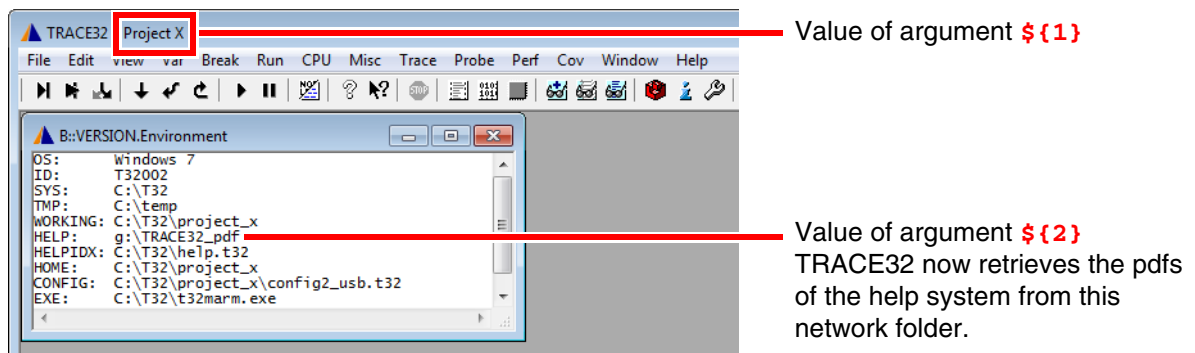 TRACE32 Project X
Value of argument ${1}
File Edit View Var Break Run CPU Misc Trace Probe Perf Cov Window Help
B::VERSION.Environment
OS: Windows 7
ID: T32002
SYS: C:\T32
TMP: C:\temp
WORKING: C:\T32\project_x
HELP: g:\TRACE32_pdf
HELPIDX: C:\T32\help.t32
HOME: C:\T32\project_x
CONFIG: C:\T32\project_x\config2_usb.t32
EXE: C:\T32\t32marm.exe
Value of argument ${2}
TRACE32 now retrieves the pdfs
of the help system from this
network folder.